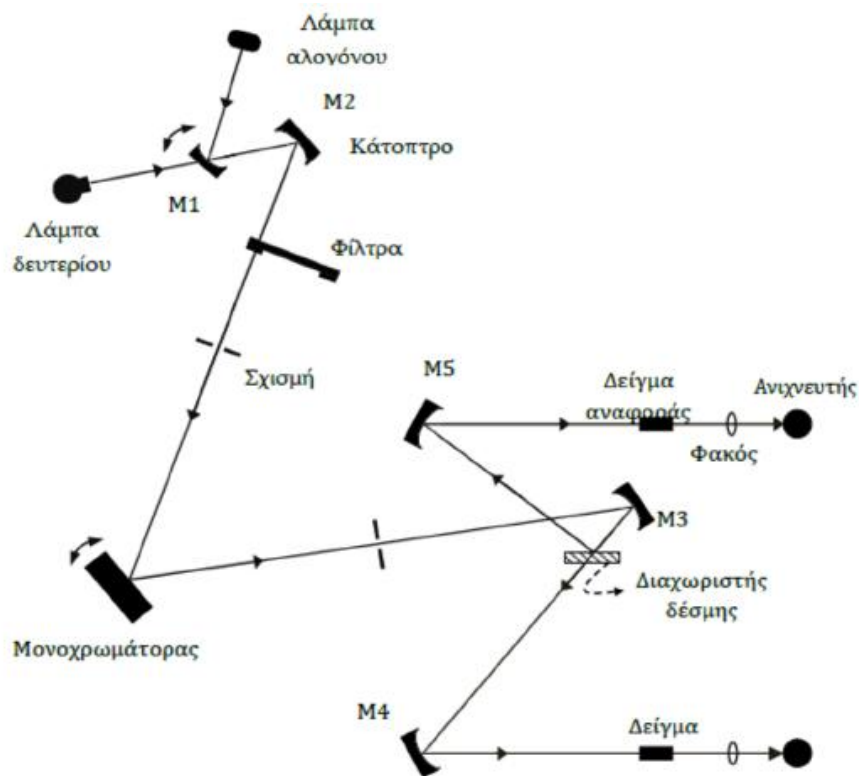 Λάμπα
αλογόνου
M2
Κάτοπτρο
M1
Λάμπα
δευτερίου
Φίλτρα
Σχισμή
M5
Δείγμα
αναφοράς
Ανιχνευτής
Φακός
M3
Διαχωριστής
δέσμης
Μονοχρωμάτορας
M4
Δείγμα